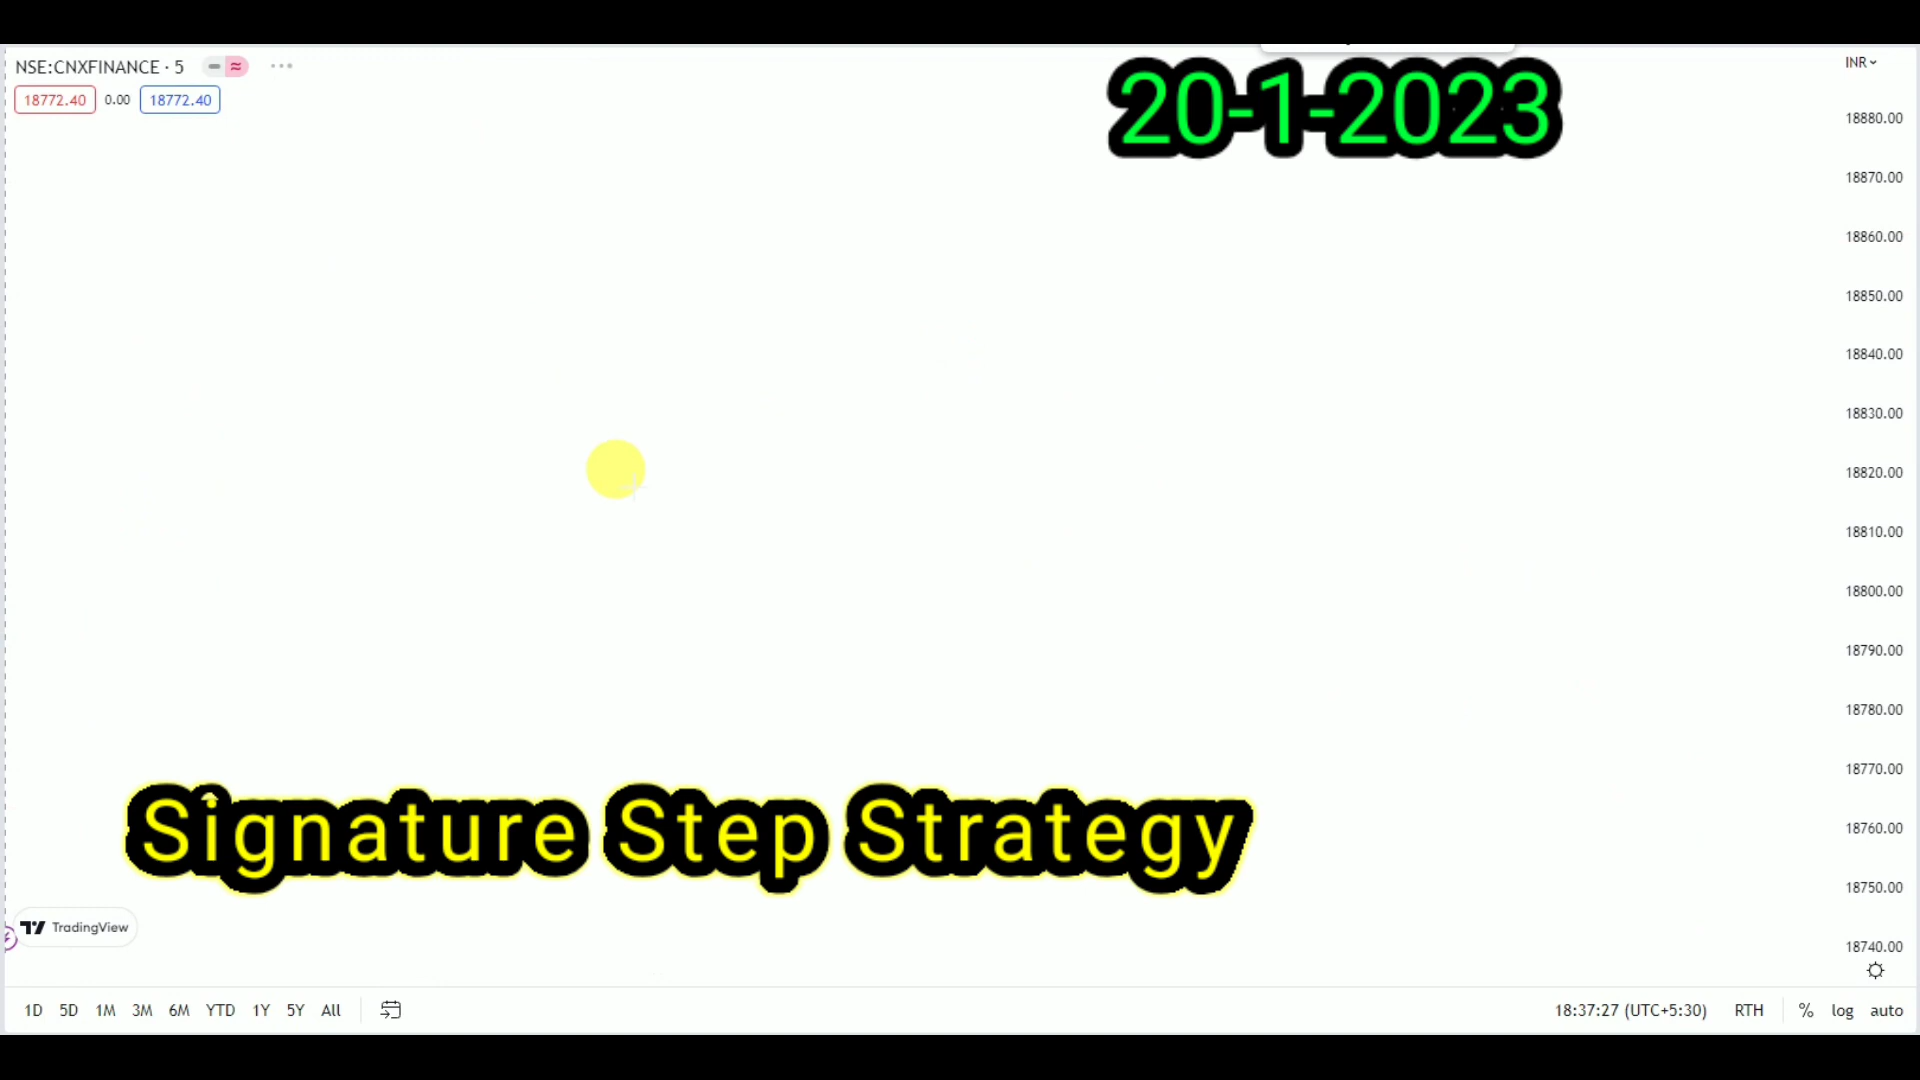 NSE:CNXFINANCE · 5
18772.40 0.00 18772.40
20-1-2023
INR
18880.00
18870.00
18860.00
18850.00
18840.00
18830.00
18820.00
18810.00
18800.00
18790.00
18780.00
18770.00
18760.00
18750.00
18740.00
Signature Step Strategy
TradingView
1D 5D 1M 3M 6M YTD 1Y 5Y All
18:37:27 (UTC+5:30) RTH % log auto